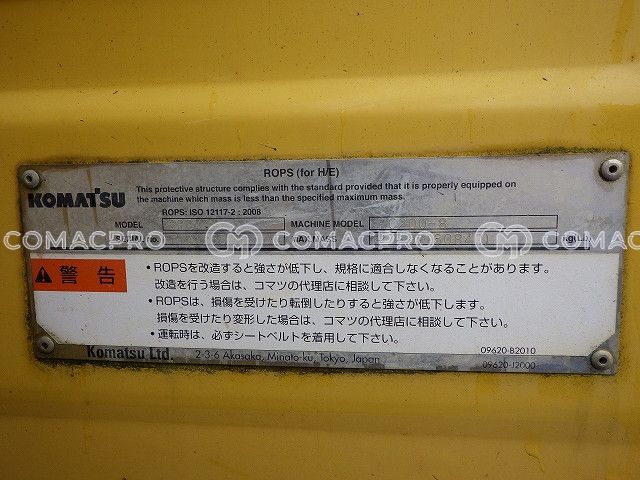 ROPS (for H/E)
KOMATSU
This protective structure complies with the standard provided that it is properly equipped on
the machine which mass is less than the specified maximum mass.
ROPS: ISO 12117-2 : 2008
MODEL MACHINE MODEL
MAX.MASS
COMACPRO COMACPRO COMACPRO
警告
・ROPSを改造すると強さが低下し、規格に適合しなくなることがあります。
改造を行う場合は、コマツの代理店に相談して下さい。
・ROPSは、損傷を受けたり転倒したりすると強さが低下します。
損傷を受けたり変形した場合は、コマツの代理店に相談して下さい。
・運転時は、必ずシートベルトを着用して下さい。
Komatsu Ltd. 2-3-6 Akasaka, Minato-ku, Tokyo, Japan
09620-B2010
09620-J2000